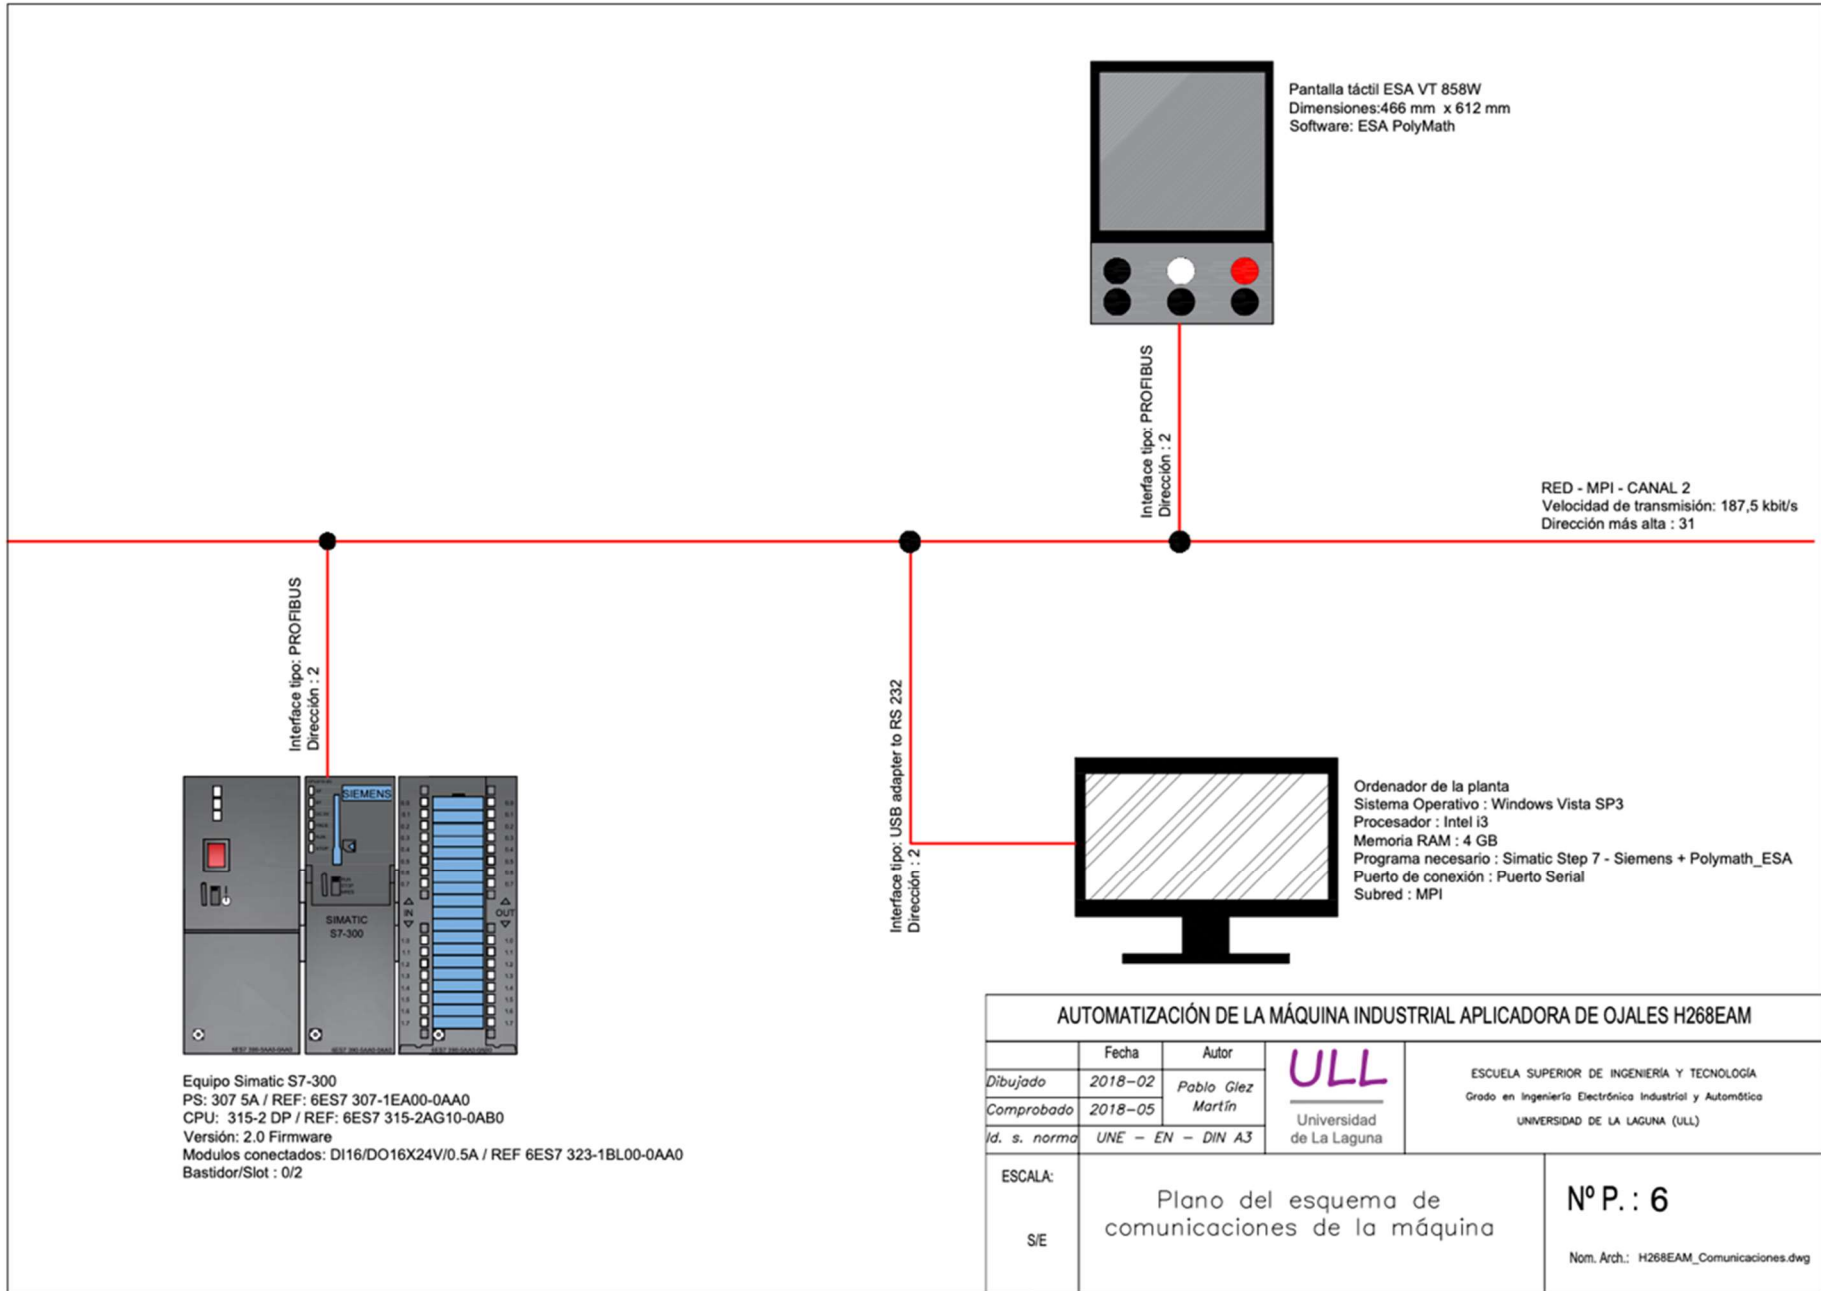 Pantalla táctil ESA VT 858W
Dimensiones:466 mm x 612 mm
Software: ESA PolyMath
Interface tipo: PROFIBUS
Dirección : 2
RED - MPI - CANAL 2
Velocidad de transmisión: 187,5 kbit/s
Dirección más alta : 31
Interface tipo: PROFIBUS
Dirección : 2
Interface tipo: USB adapter to RS 232
Dirección : 2
SIEMENS
SIMATIC
S7-300
IN
OUT
Ordenador de la planta
Sistema Operativo : Windows Vista SP3
Procesador : Intel i3
Memoria RAM : 4 GB
Programa necesario : Simatic Step 7 - Siemens + Polymath_ESA
Puerto de conexión : Puerto Serial
Subred : MPI
Equipo Simatic S7-300
PS: 307 5A / REF: 6ES7 307-1EA00-0AA0
CPU: 315-2 DP / REF: 6ES7 315-2AG10-0AB0
Versión: 2.0 Firmware
Modulos conectados: DI16/DO16X24V/0.5A / REF 6ES7 323-1BL00-0AA0
Bastidor/Slot : 0/2
AUTOMATIZACIÓN DE LA MÁQUINA INDUSTRIAL APLICADORA DE OJALES H268EAM
Fecha
Autor
Dibujado
2018-02
Pablo Glez
Martín
Comprobado
2018-05
Id. s. norma
UNE - EN - DIN A3
ULL
Universidad
de La Laguna
ESCUELA SUPERIOR DE INGENIERÍA Y TECNOLOGÍA
Grado en Ingeniería Electrónica Industrial y Automática
UNIVERSIDAD DE LA LAGUNA (ULL)
ESCALA:
S/E
Plano del esquema de
comunicaciones de la máquina
Nº P. : 6
Nom. Arch.: H268EAM_Comunicaciones.dwg